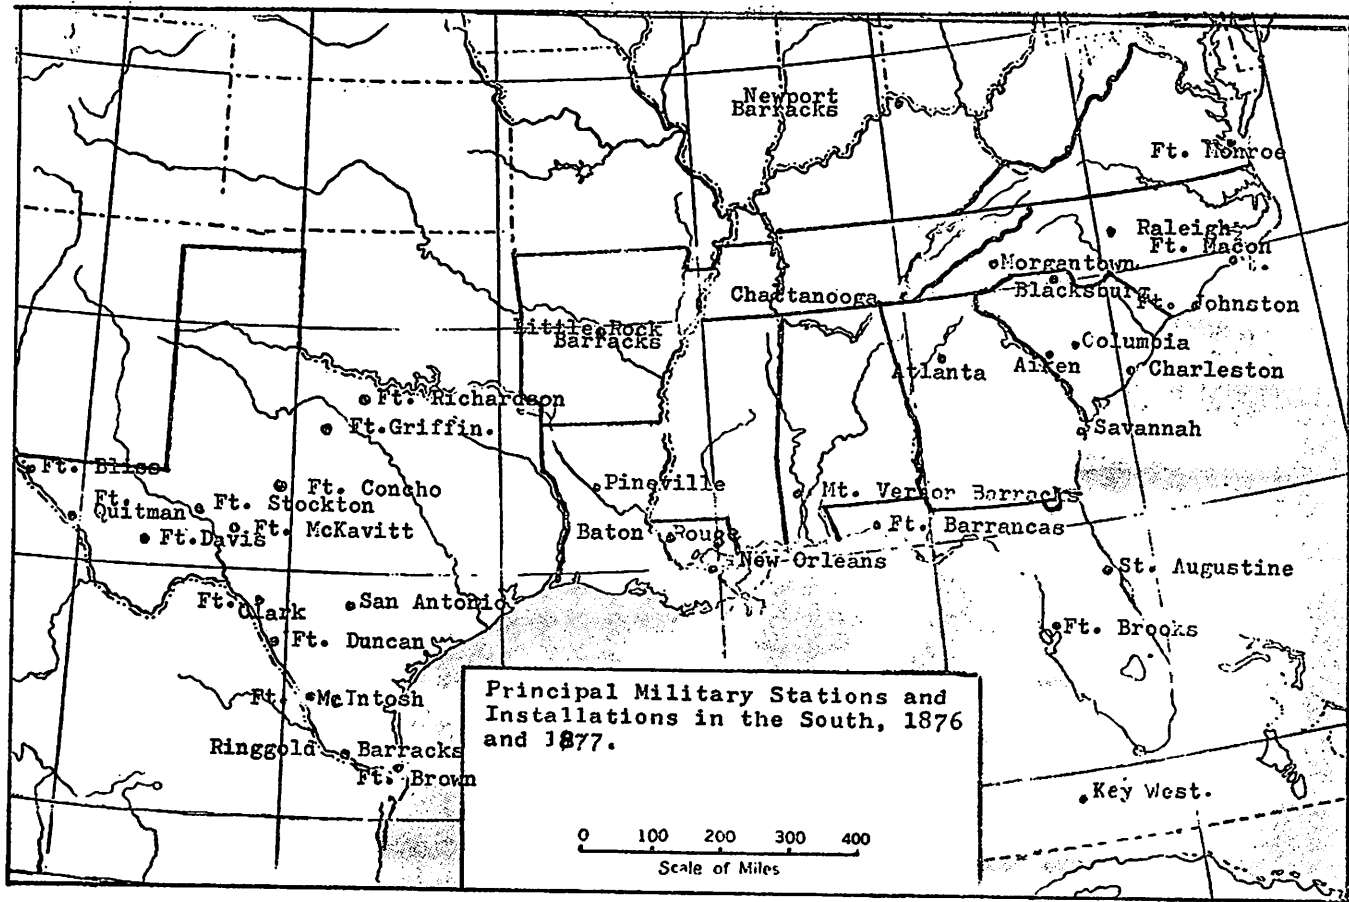 Newport
Barracks
Ft. Monroe
Raleigh
Ft. Macon
Morgantown
Blacksburg
Ft. Johnston
Chattanooga
Little Rock
Barracks
Columbia
Aiken
Atlanta
Charleston
Ft. Richardson
Ft.Griffin.
Savannah
Ft. Bliss
Ft. Concho
Pineville
Mt. Vernon Barracks
Ft.
Quitman
Ft. Stockton
Ft. McKavitt
Ft.Davis
Baton Rouge
Ft. Barrancas
New Orleans
St. Augustine
Ft. Clark
San Antonio
Ft. Duncan
Ft. Brooks
Ft. McIntosh
Ringgold Barracks
Ft. Brown
Key West.
Principal Military Stations and
Installations in the South, 1876
and 1877.
0 100 200 300 400
Scale of Miles